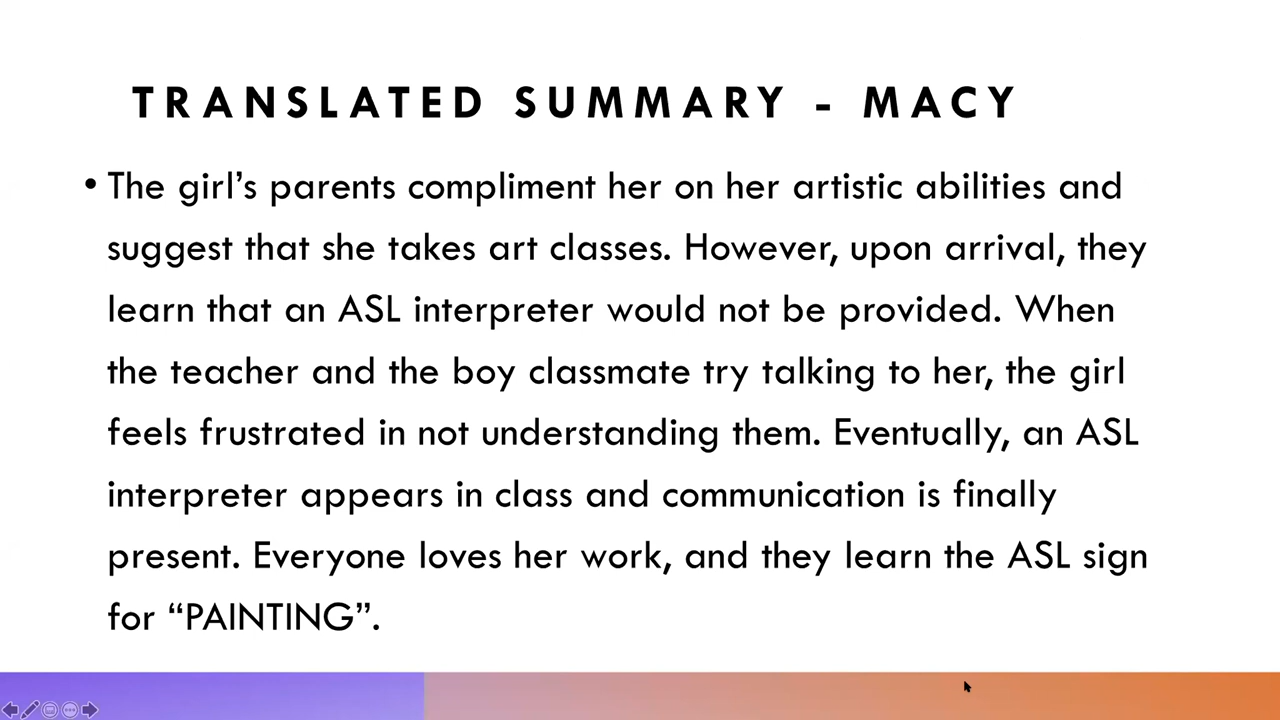 TRANSLATED SUMMARY - MACY
• The girl’s parents compliment her on her artistic abilities and
suggest that she takes art classes. However, upon arrival, they
learn that an ASL interpreter would not be provided. When
the teacher and the boy classmate try talking to her, the girl
feels frustrated in not understanding them. Eventually, an ASL
interpreter appears in class and communication is finally
present. Everyone loves her work, and they learn the ASL sign
for “PAINTING”.